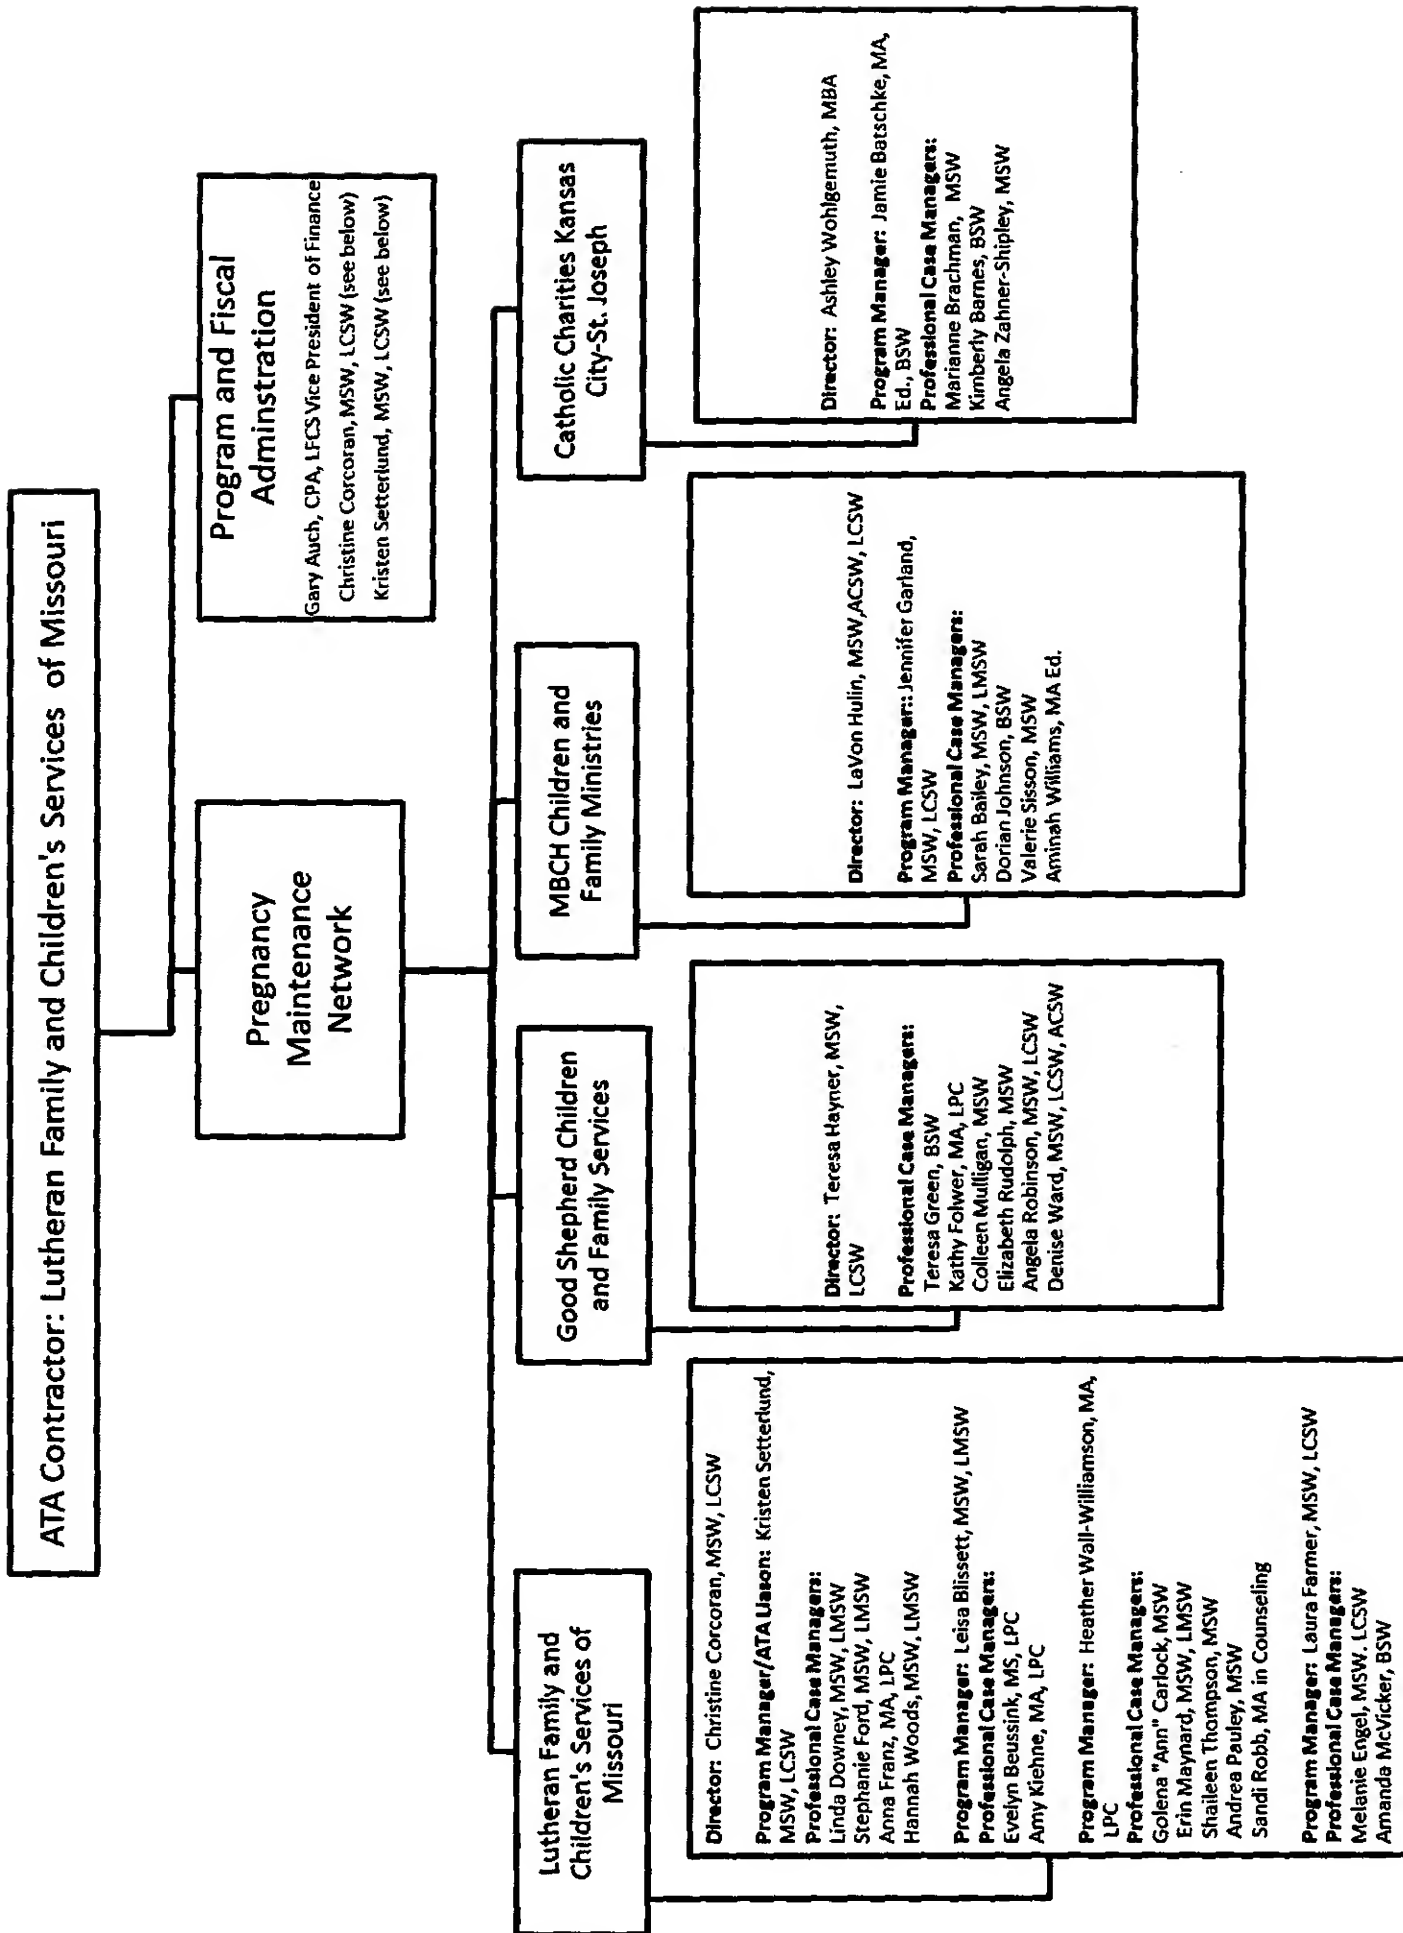 ATA Contractor: Lutheran Family and Children's Services of Missouri
Pregnancy
Maintenance
Network
Program and Fiscal
Adminstration
Gary Auch, CPA, LFCS Vice President of Finance
Christine Corcoran, MSW, LCSW (see below)
Kristen Setterlund, MSW, LCSW (see below)
Lutheran Family and
Children's Services of
Missouri
Good Shepherd Children
and Family Services
MBCH Children and
Family Ministries
Catholic Charities Kansas
City-St. Joseph
Director: Christine Corcoran, MSW, LCSW
Program Manager/ATA Liason: Kristen Setterlund,
MSW, LCSW
Professional Case Managers:
Linda Downey, MSW, LMSW
Stephanie Ford, MSW, LMSW
Anna Franz, MA, LPC
Hannah Woods, MSW, LMSW
Program Manager: Leisa Blissett, MSW, LMSW
Professional Case Managers:
Evelyn Beussink, MS, LPC
Amy Kiehne, MA, LPC
Program Manager: Heather Wall-Williamson, MA,
LPC
Professional Case Managers:
Golena "Ann" Carlock, MSW
Erin Maynard, MSW, LMSW
Shaileen Thompson, MSW
Andrea Pauley, MSW
Sandi Robb, MA in Counseling
Program Manager: Laura Farmer, MSW, LCSW
Professional Case Managers:
Melanie Engel, MSW. LCSW
Amanda McVicker, BSW
Director: Teresa Hayner, MSW,
LCSW
Professional Case Managers:
Teresa Green, BSW
Kathy Folwer, MA, LPC
Colleen Mulligan, MSW
Elizabeth Rudolph, MSW
Angela Robinson, MSW, LCSW
Denise Ward, MSW, LCSW, ACSW
Director: LaVon Hulin, MSW,ACSW, LCSW
Program Manager:: Jennifer Garland,
MSW, LCSW
Professional Case Managers:
Sarah Bailey, MSW, LMSW
Dorian Johnson, BSW
Valerie Sisson, MSW
Aminah Williams, MA Ed.
Director: Ashley Wohlgemuth, MBA
Program Manager: Jamie Batschke, MA,
Ed., BSW
Professional Case Managers:
Marianne Brachman, MSW
Kimberly Barnes, BSW
Angela Zahner-Shipley, MSW